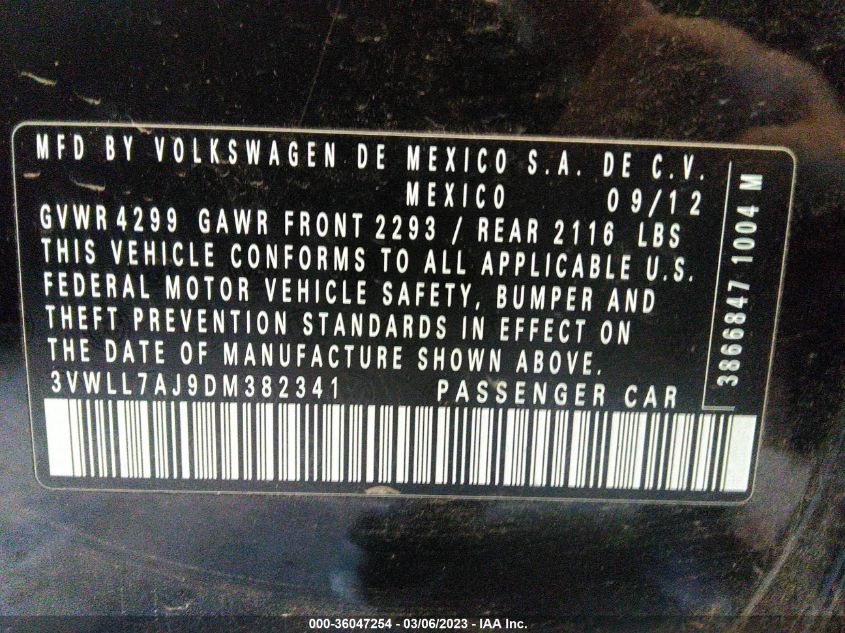 MFD BY VOLKSWAGEN DE MEXICO S.A. DE C.V.
MEXICO 09/12
GVWR 4299 GAWR FRONT 2293 / REAR 2116 LBS
THIS VEHICLE CONFORMS TO ALL APPLICABLE U.S.
FEDERAL MOTOR VEHICLE SAFETY, BUMPER AND
THEFT PREVENTION STANDARDS IN EFFECT ON
THE DATE OF MANUFACTURE SHOWN ABOVE.
3VWLL7AJ9DM382341 PASSENGER CAR
3866847 1004 M
000-36047254 - 03/06/2023 - IAA Inc.